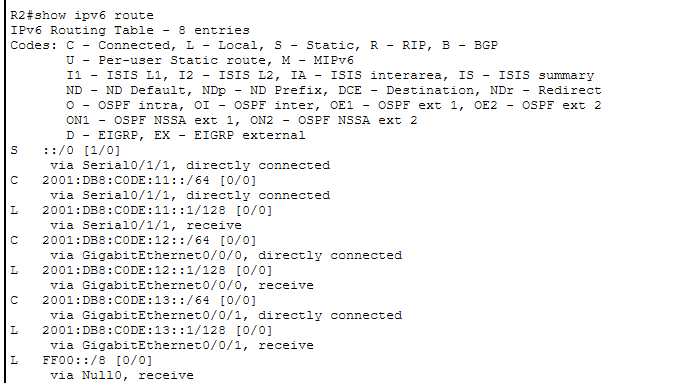 R2#show ipv6 route
IPv6 Routing Table - 8 entries
Codes: C - Connected, L - Local, S - Static, R - RIP, B - BGP
U - Per-user Static route, M - MIPv6
I1 - ISIS L1, I2 - ISIS L2, IA - ISIS interarea, IS - ISIS summary
ND - ND Default, NDp - ND Prefix, DCE - Destination, NDr - Redirect
O - OSPF intra, OI - OSPF inter, OE1 - OSPF ext 1, OE2 - OSPF ext 2
ON1 - OSPF NSSA ext 1, ON2 - OSPF NSSA ext 2
D - EIGRP, EX - EIGRP external
S ::/0 [1/0]
via Serial0/1/1, directly connected
C 2001:DB8:C0DE:11::/64 [0/0]
via Serial0/1/1, directly connected
L 2001:DB8:C0DE:11::1/128 [0/0]
via Serial0/1/1, receive
C 2001:DB8:C0DE:12::/64 [0/0]
via GigabitEthernet0/0/0, directly connected
L 2001:DB8:C0DE:12::1/128 [0/0]
via GigabitEthernet0/0/0, receive
C 2001:DB8:C0DE:13::/64 [0/0]
via GigabitEthernet0/0/1, directly connected
L 2001:DB8:C0DE:13::1/128 [0/0]
via GigabitEthernet0/0/1, receive
L FF00::/8 [0/0]
via Null0, receive